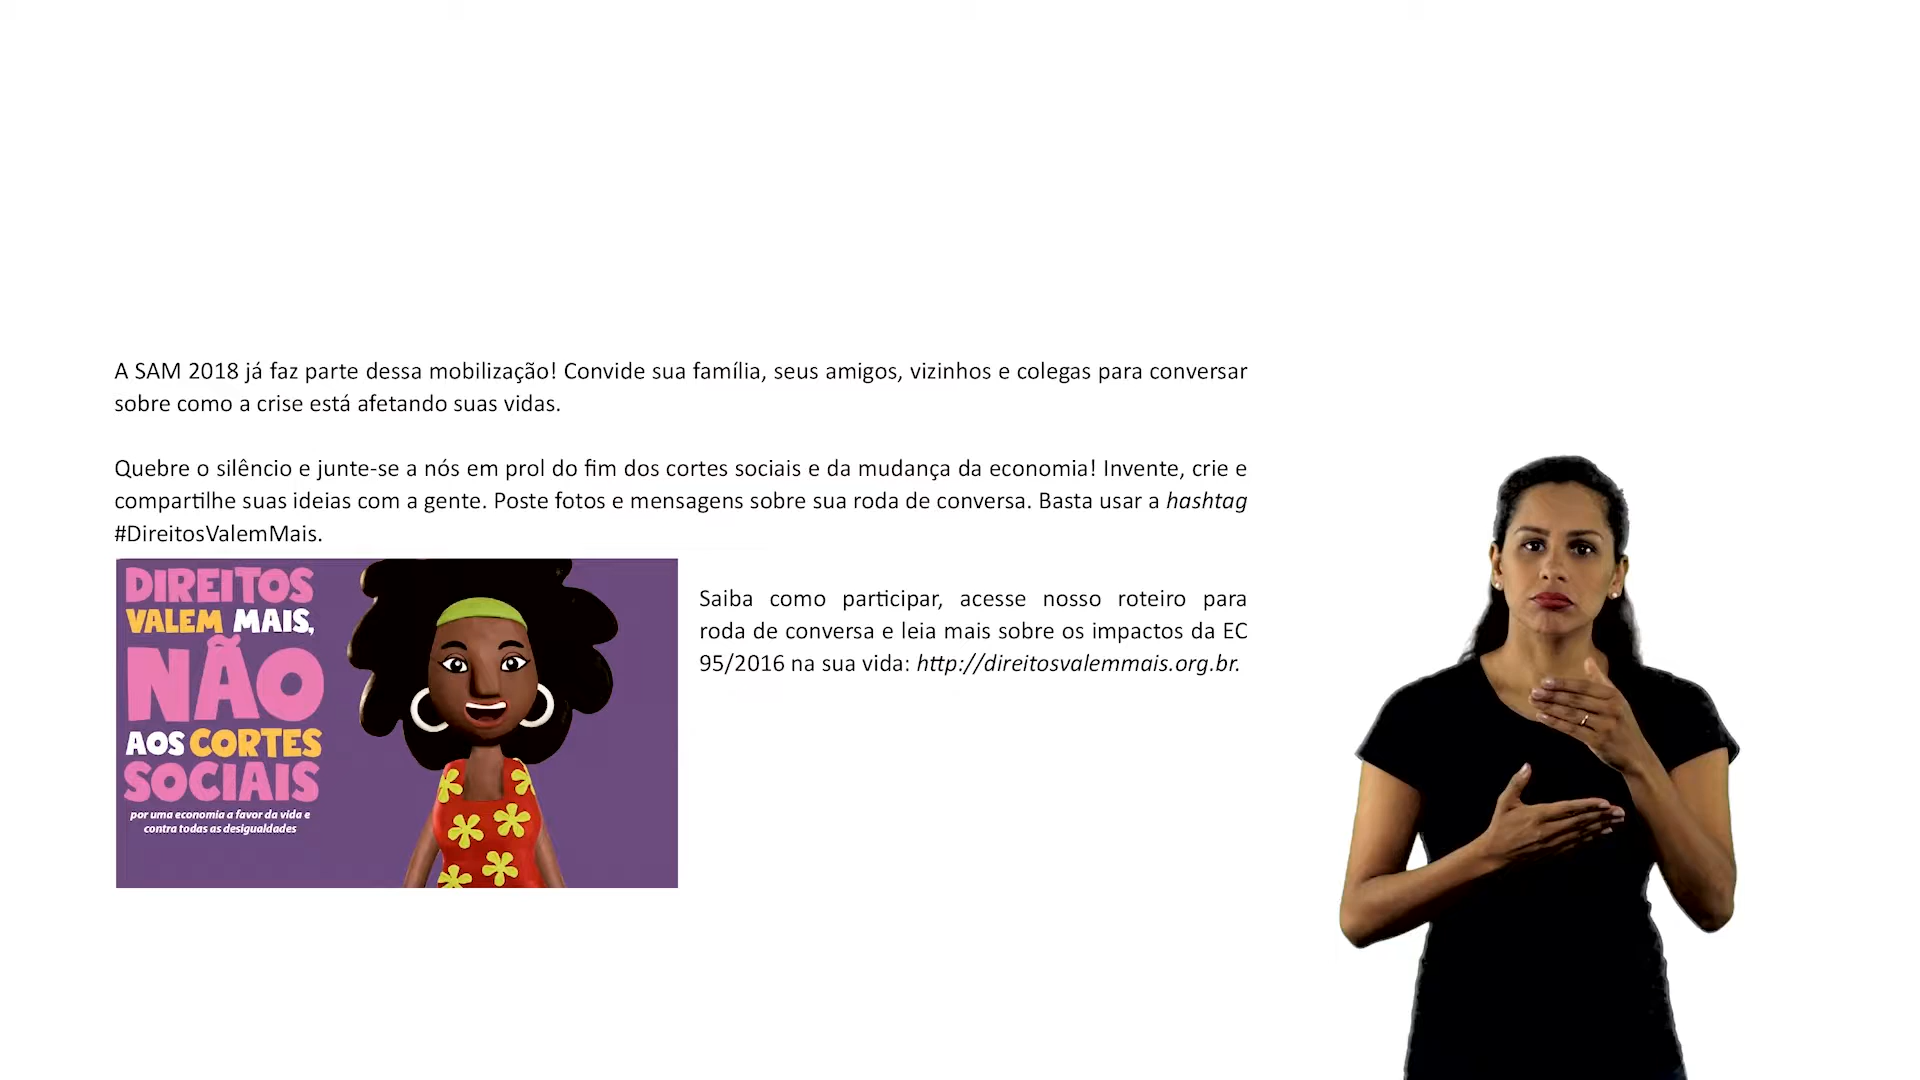 A SAM 2018 já faz parte dessa mobilização! Convide sua família, seus amigos, vizinhos e colegas para conversar
sobre como a crise está afetando suas vidas.
Quebre o silêncio e junte-se a nós em prol do fim dos cortes sociais e da mudança da economia! Invente, crie e
compartilhe suas ideias com a gente. Poste fotos e mensagens sobre sua roda de conversa. Basta usar a hashtag
#DireitosValemMais.
DIREITOS
VALEM MAIS,
NÃO
AOS CORTES
SOCIAIS
por uma economia a favor da vida e
contra todas as desigualdades
Saiba como participar, acesse nosso roteiro para
roda de conversa e leia mais sobre os impactos da EC
95/2016 na sua vida: http://direitosvalemmais.org.br.